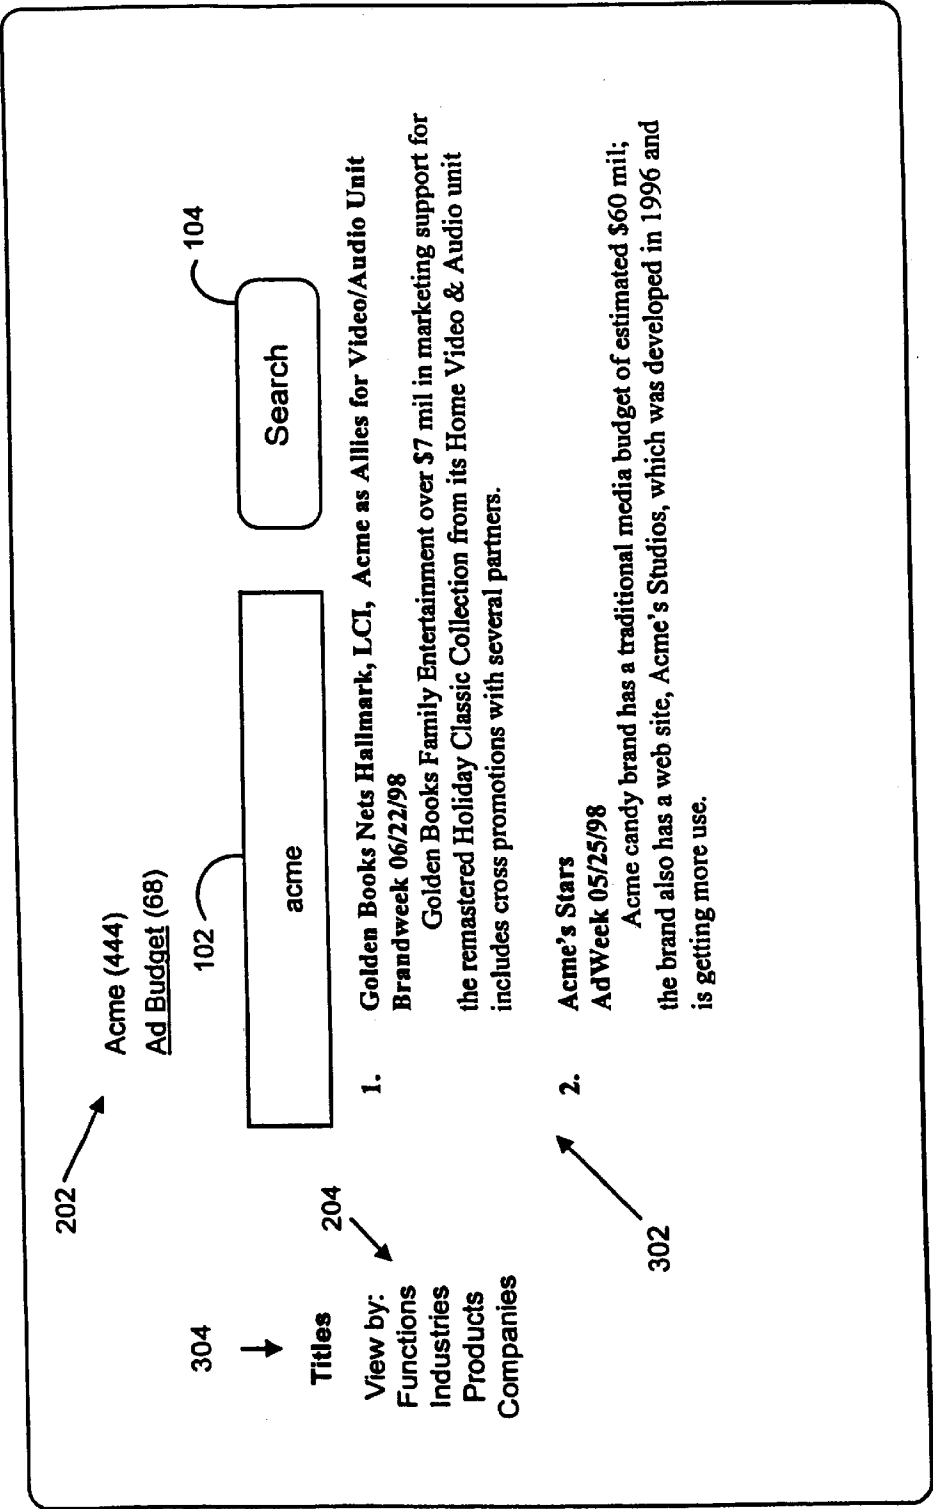 202
Acme (444)
Ad Budget (68)
304
102
104
Titles
acme
Search
204
View by:
Functions
Industries
Products
Companies
1. Golden Books Nets Hallmark, LCI, Acme as Allies for Video/Audio Unit
Brandweek 06/22/98
Golden Books Family Entertainment over $7 mil in marketing support for
the remastered Holiday Classic Collection from its Home Video & Audio unit
includes cross promotions with several partners.
2. Acme's Stars
AdWeek 05/25/98
Acme candy brand has a traditional media budget of estimated $60 mil;
the brand also has a web site, Acme's Studios, which was developed in 1996 and
is getting more use.
302